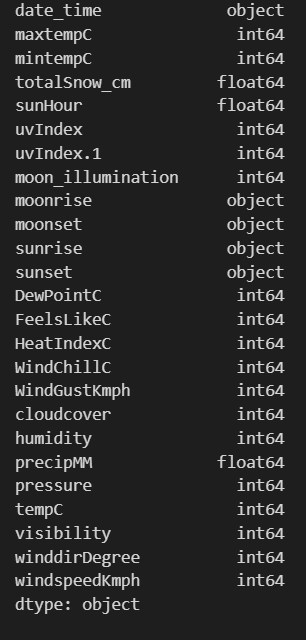 date_time object
maxtempC int64
mintempC int64
totalSnow_cm float64
sunHour float64
uvIndex int64
uvIndex.1 int64
moon_illumination int64
moonrise object
moonset object
sunrise object
sunset object
DewPointC int64
FeelsLikeC int64
HeatIndexC int64
WindChillC int64
WindGustKmph int64
cloudcover int64
humidity int64
precipMM float64
pressure int64
tempC int64
visibility int64
winddirDegree int64
windspeedKmph int64
dtype: object